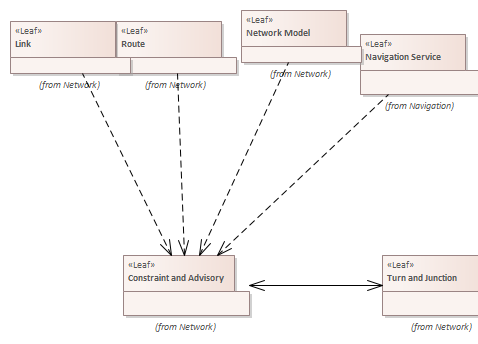 «Leaf»
Link
(from Network)
«Leaf»
Route
(from Network)
«Leaf»
Network Model
(from Network)
«Leaf»
Navigation Service
(from Navigation)
«Leaf»
Constraint and Advisory
(from Network)
«Leaf»
Turn and Junction
(from Network)